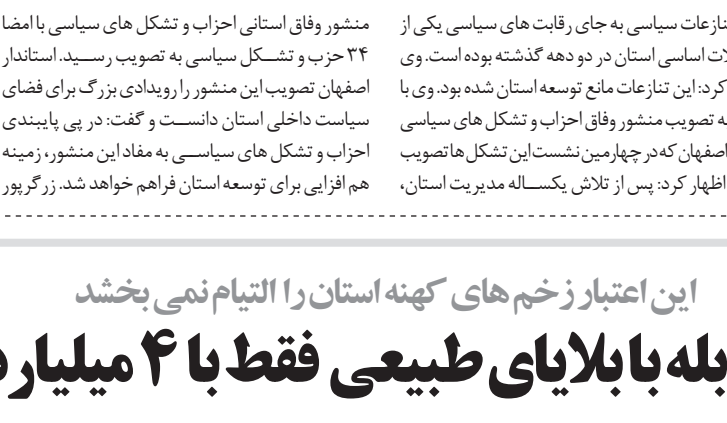 نازعات سیاسی به جای رقابت های سیاسی یکی از
لات اساسی استان در دو دهه گذشته بوده است. وی
کرد: این تنازعات مانع توسعه استان شده بود. وی با
ه تصویب منشور وفاق احزاب و تشکل های سیاسی
اصفهان که در چهارمین نشست این تشکل ها تصویب
اظهار کرد: پس از تلاش یکساله مدیریت استان،
منشور وفاق استانی احزاب و تشکل های سیاسی با امضا
۳۴ حزب و تشکل سیاسی به تصویب رسید. استاندار
اصفهان تصویب این منشور را رویدادی بزرگ برای فضای
سیاست داخلی استان دانست و گفت: در پی پایبندی
احزاب و تشکل های سیاسی به مفاد این منشور، زمینه
هم افزایی برای توسعه استان فراهم خواهد شد. زرگرپور
این اعتبار زخم های کهنه استان را التیام نمی بخشد
بله با بلایای طبیعی فقط با ۴ میلیارد